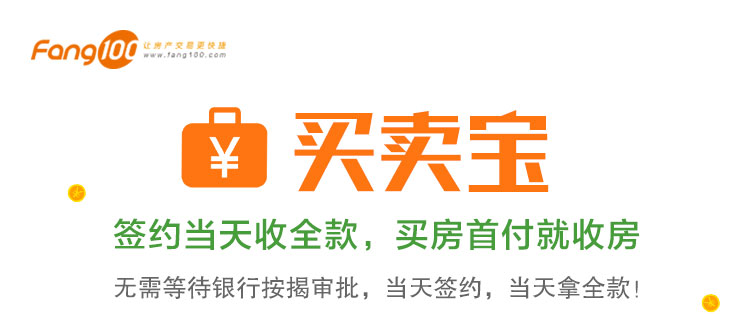 Fang100 让房产交易更快捷
www.fang100.com
¥ 买卖宝
签约当天收全款，买房首付就收房
无需等待银行按揭审批，当天签约，当天拿全款!